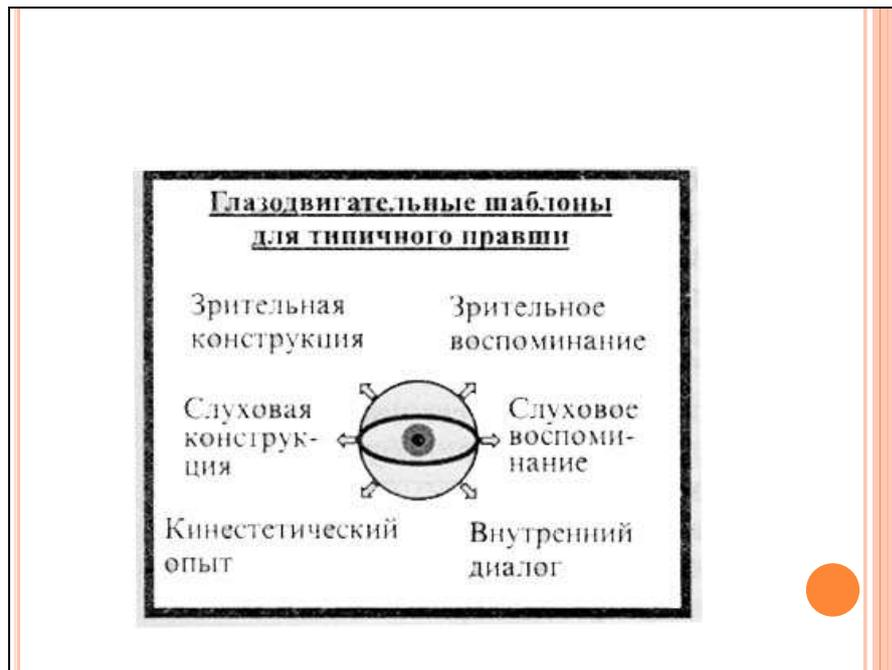 Глазодвигательные шаблоны
для типичного правши
Зрительная
конструкция
Зрительное
воспоминание
Слуховая
конструк-
ция
Слуховое
воспоми-
нание
Кинестетический
опыт
Внутренний
диалог